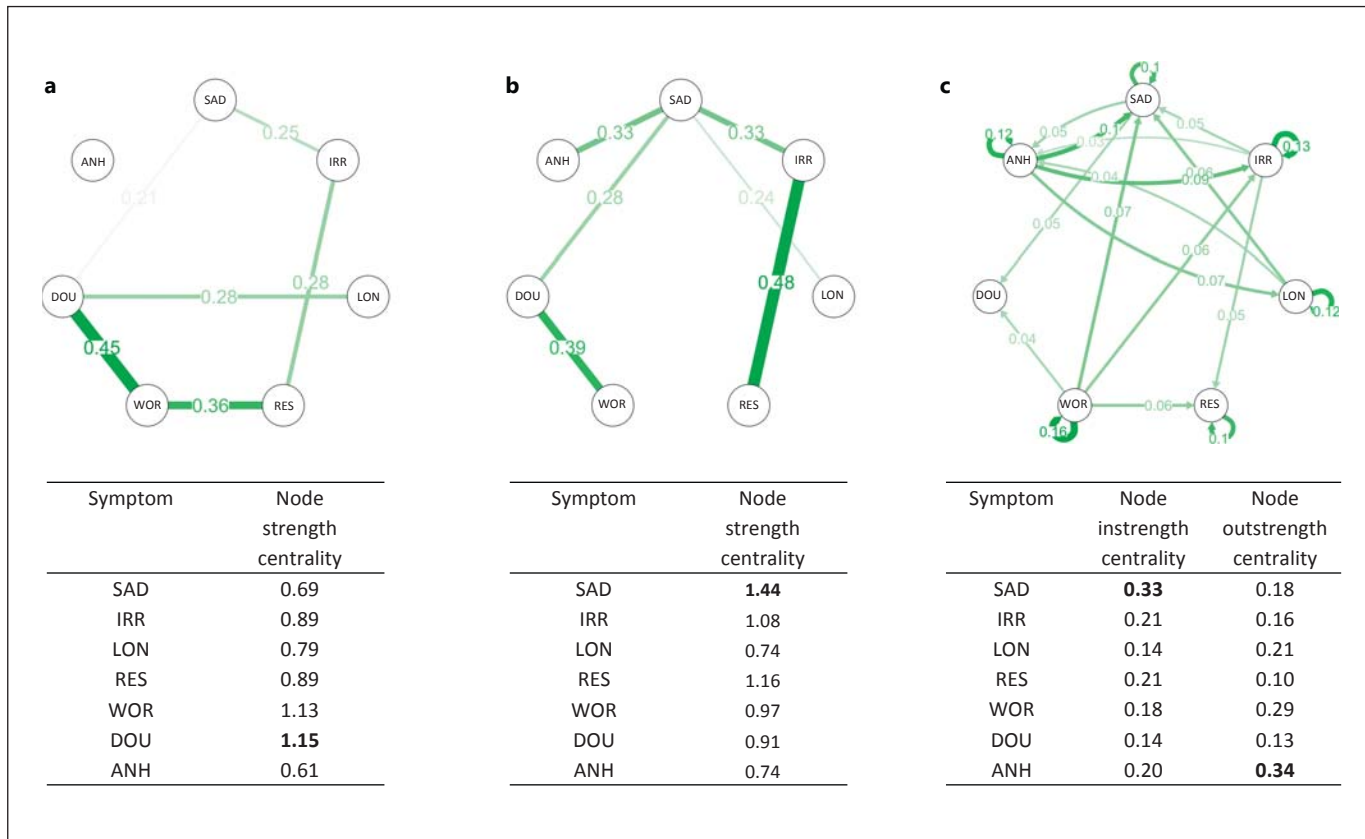 a
SAD
0.25
IRR
ANH
0.21
DOU
0.28
0.28
LON
0.45
WOR
0.36
RES
b
SAD
0.33
0.33
ANH
IRR
0.28
0.24
DOU
0.48
LON
0.39
WOR
RES
c
0.1
SAD
0.12
0.05
0.1
0.05
0.03
0.13
ANH
IRR
0.04
0.09
0.07
0.05
0.06
DOU
0.07
LON
0.12
0.04
0.05
WOR
0.06
RES
0.16
0.1
Symptom Node
strength
centrality
SAD 0.69
IRR 0.89
LON 0.79
RES 0.89
WOR 1.13
DOU 1.15
ANH 0.61
Symptom Node
strength
centrality
SAD 1.44
IRR 1.08
LON 0.74
RES 1.16
WOR 0.97
DOU 0.91
ANH 0.74
Symptom Node Node
instrength outstrength
centrality centrality
SAD 0.33 0.18
IRR 0.21 0.16
LON 0.14 0.21
RES 0.21 0.10
WOR 0.18 0.29
DOU 0.14 0.13
ANH 0.20 0.34